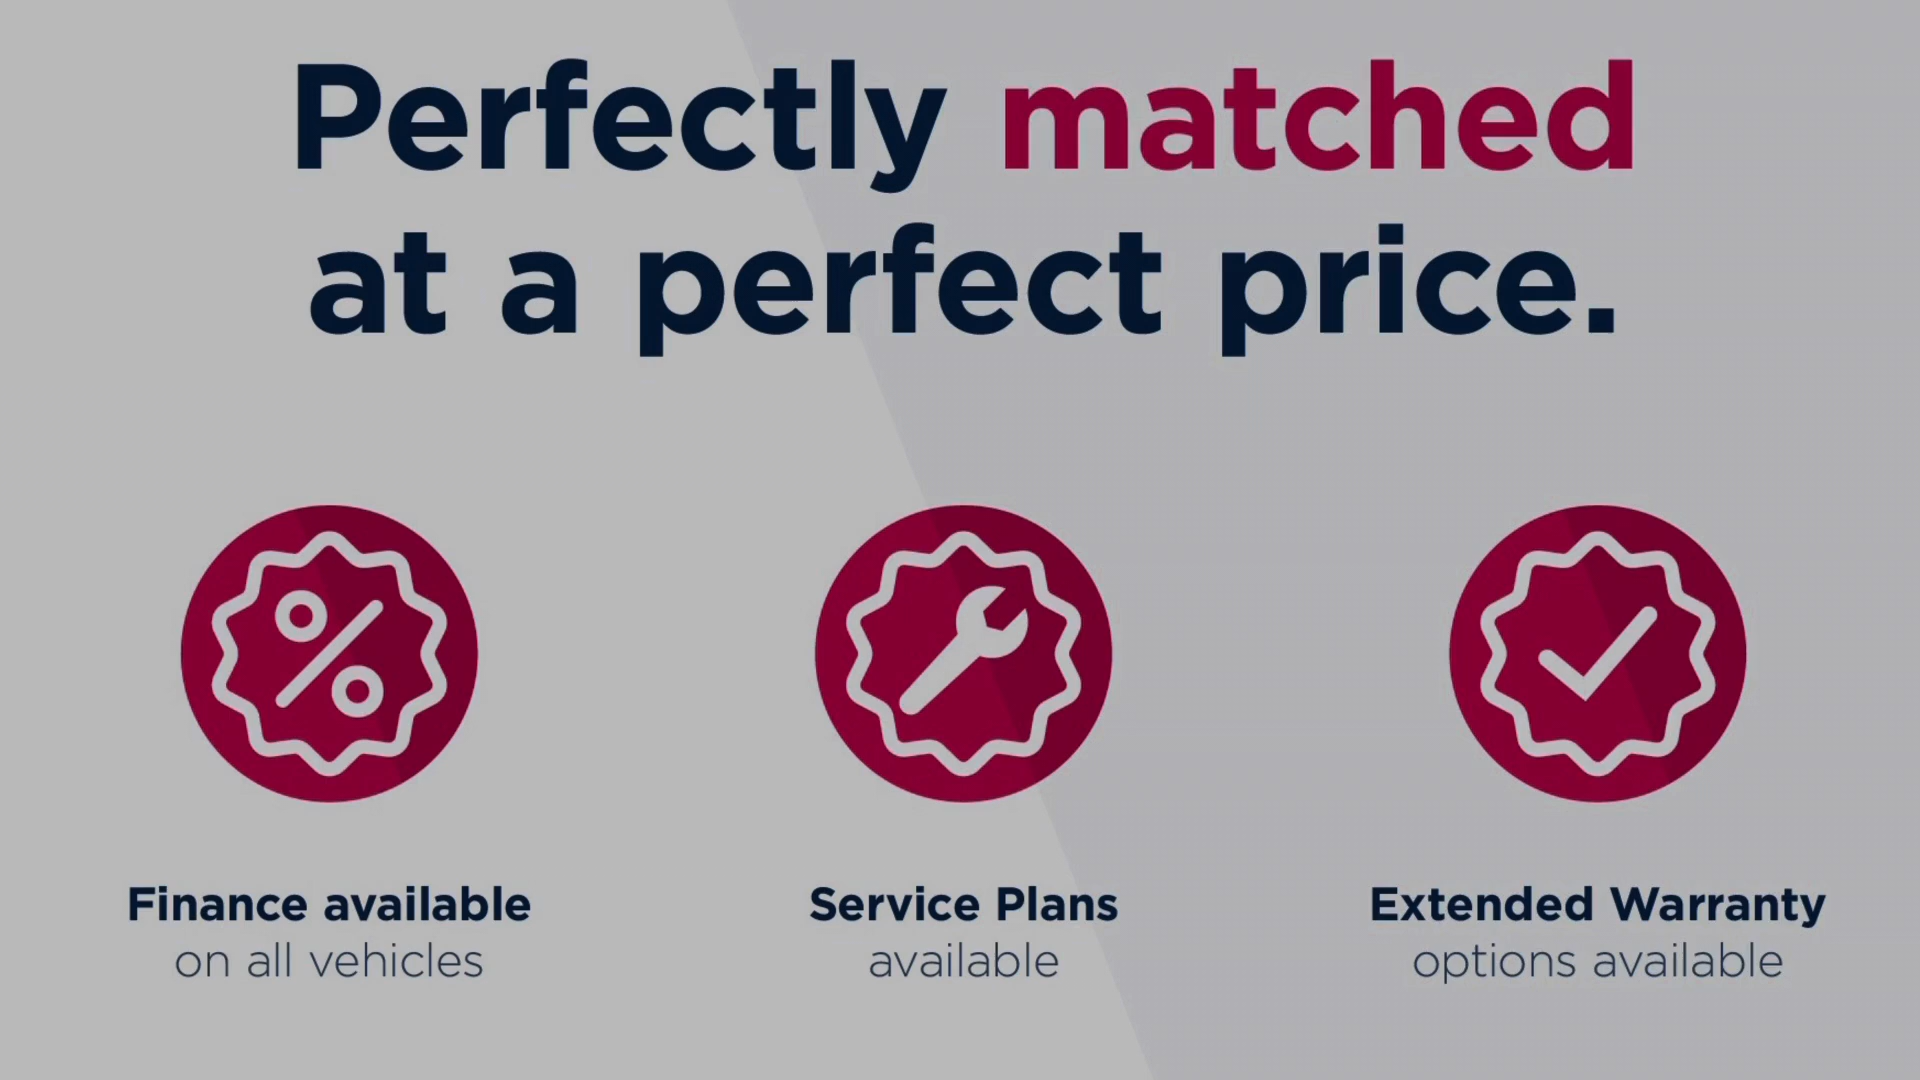 Perfectly matched
at a perfect price.
Finance available
on all vehicles
Service Plans
available
Extended Warranty
options available